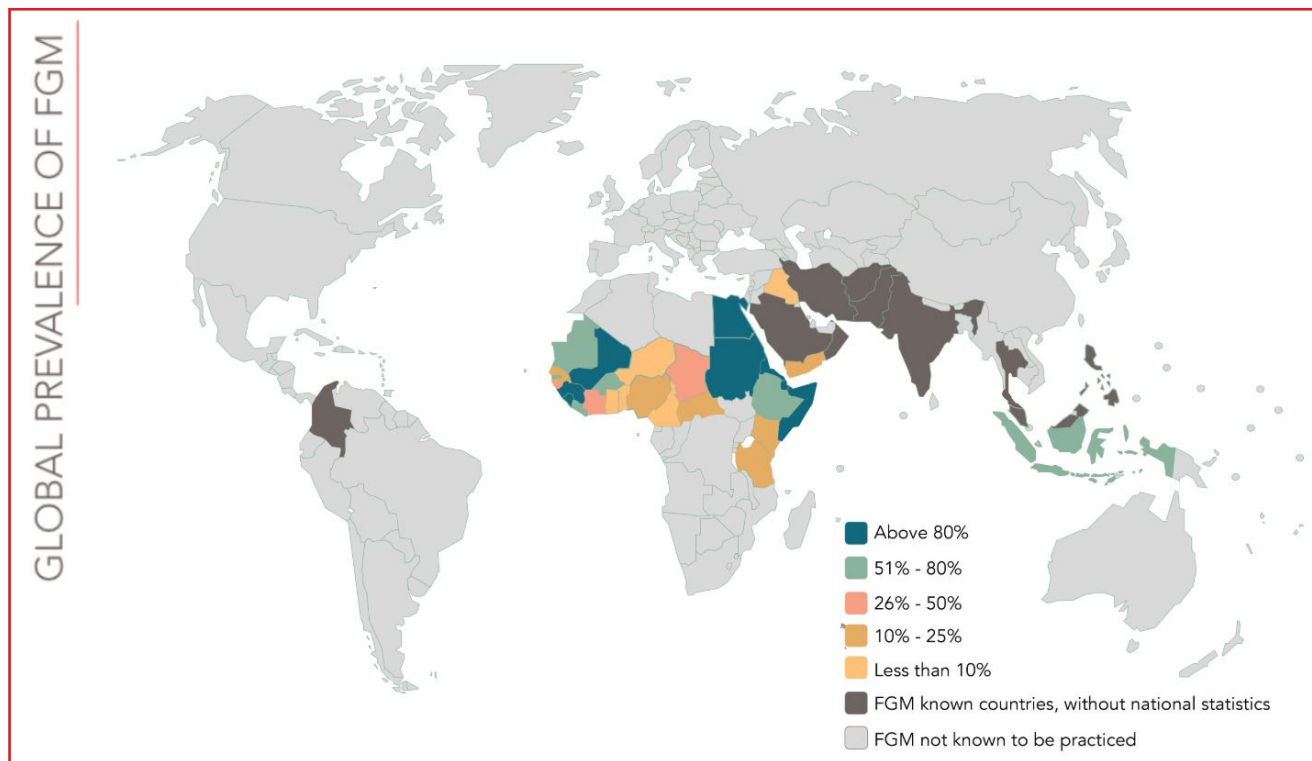 GLOBAL PREVALENCE OF FGM
Above 80%
51% - 80%
26% - 50%
10% - 25%
Less than 10%
FGM known countries, without national statistics
FGM not known to be practiced